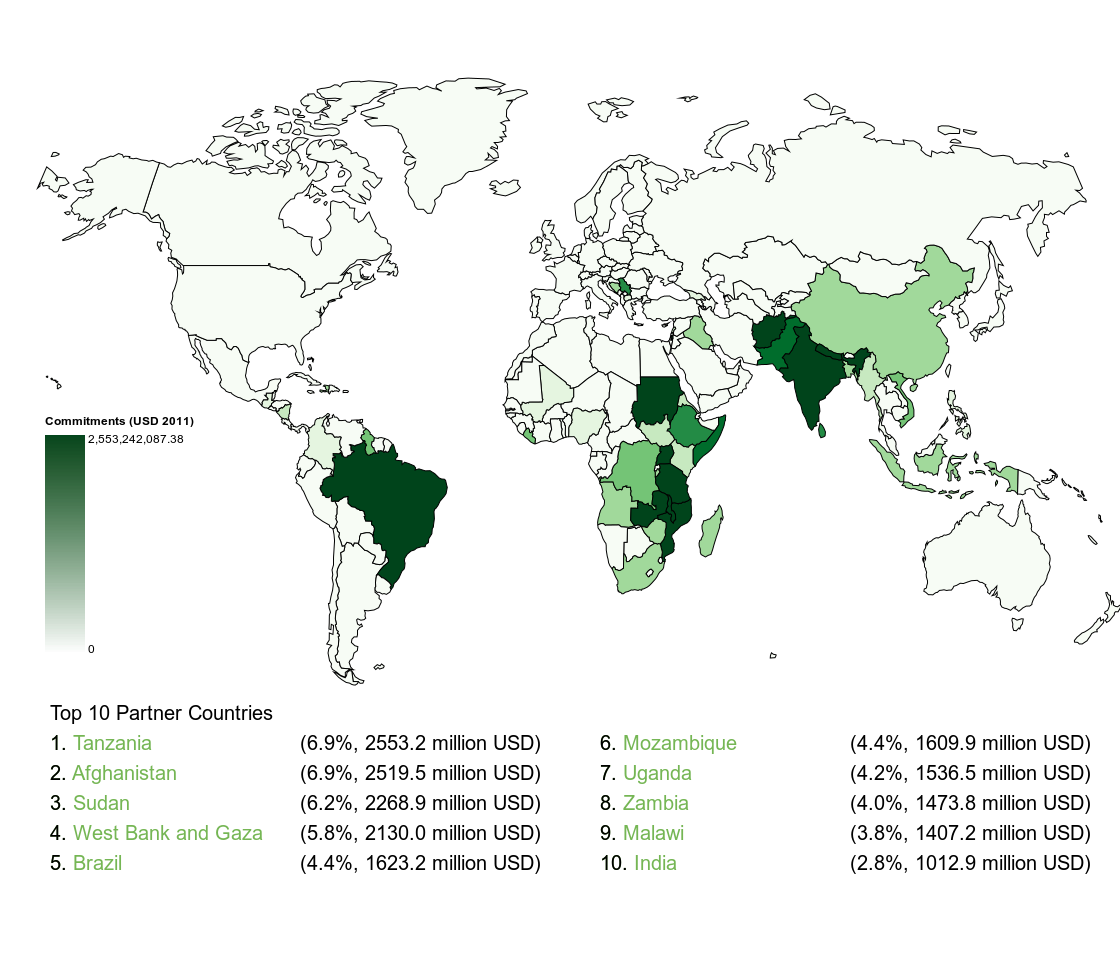 Commitments (USD 2011)
2,553,242,087.38
0
Top 10 Partner Countries
1. Tanzania (6.9%, 2553.2 million USD)
2. Afghanistan (6.9%, 2519.5 million USD)
3. Sudan (6.2%, 2268.9 million USD)
4. West Bank and Gaza (5.8%, 2130.0 million USD)
5. Brazil (4.4%, 1623.2 million USD)
6. Mozambique (4.4%, 1609.9 million USD)
7. Uganda (4.2%, 1536.5 million USD)
8. Zambia (4.0%, 1473.8 million USD)
9. Malawi (3.8%, 1407.2 million USD)
10. India (2.8%, 1012.9 million USD)